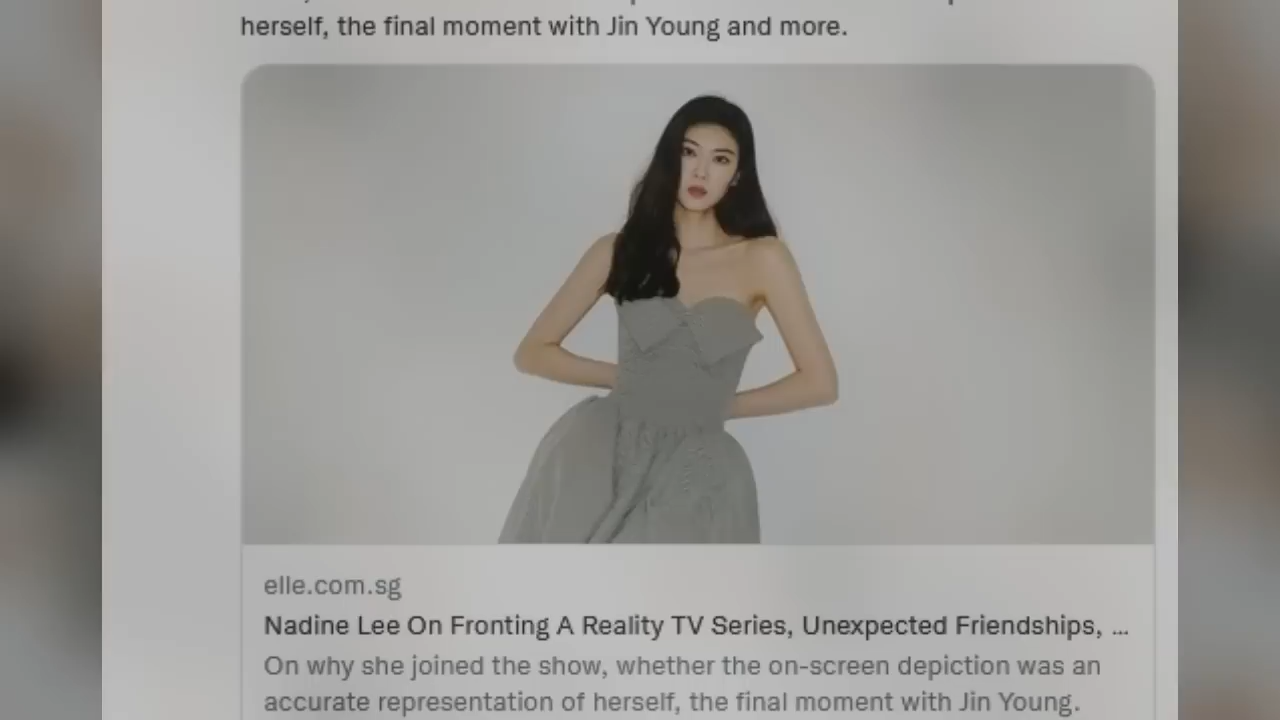 herself, the final moment with Jin Young and more.
elle.com.sg
Nadine Lee On Fronting A Reality TV Series, Unexpected Friendships, ...
On why she joined the show, whether the on-screen depiction was an
accurate representation of herself, the final moment with Jin Young.